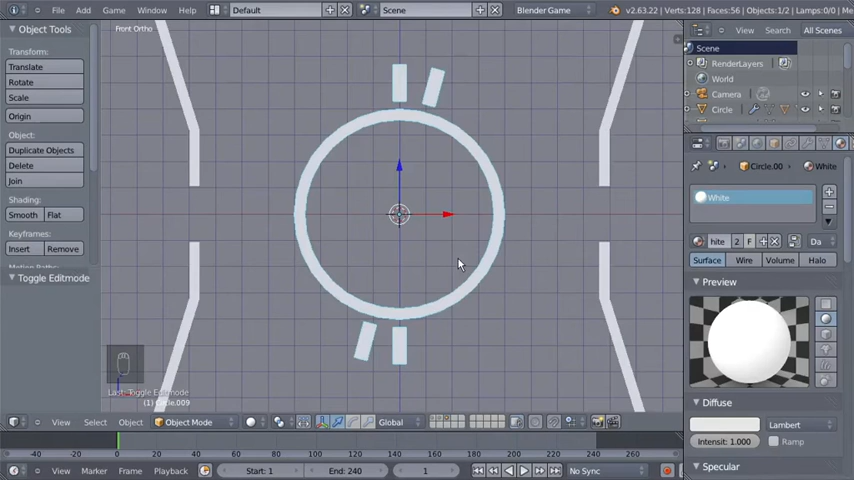 File Add Game Window Help Default Scene Blender Game v2.63.22 | Verts:128 | Faces:56 | Objects:1/2 | Lamps:0/0
Object Tools
Transform:
Translate
Rotate
Scale
Origin
Object:
Duplicate Objects
Delete
Join
Shading:
Smooth Flat
Keyframes:
Insert Remove
Toggle Editmode
Front Ortho
Last: Toggle Editmode
(1) Circle.009
View Select Object Object Mode Global
-40 -20 0 20 40 60 80 100 120 140 160 180 200 220 240 260
View Marker Frame Playback Start: 1 End: 240 1 No Sync
View Search All Scenes
Scene
RenderLayers
World
Camera
Circle
Circle.00 White
White
hite 2 F Da
Surface Wire Volume Halo
Preview
Diffuse
Lambert
Intensit: 1.000 Ramp
Specular